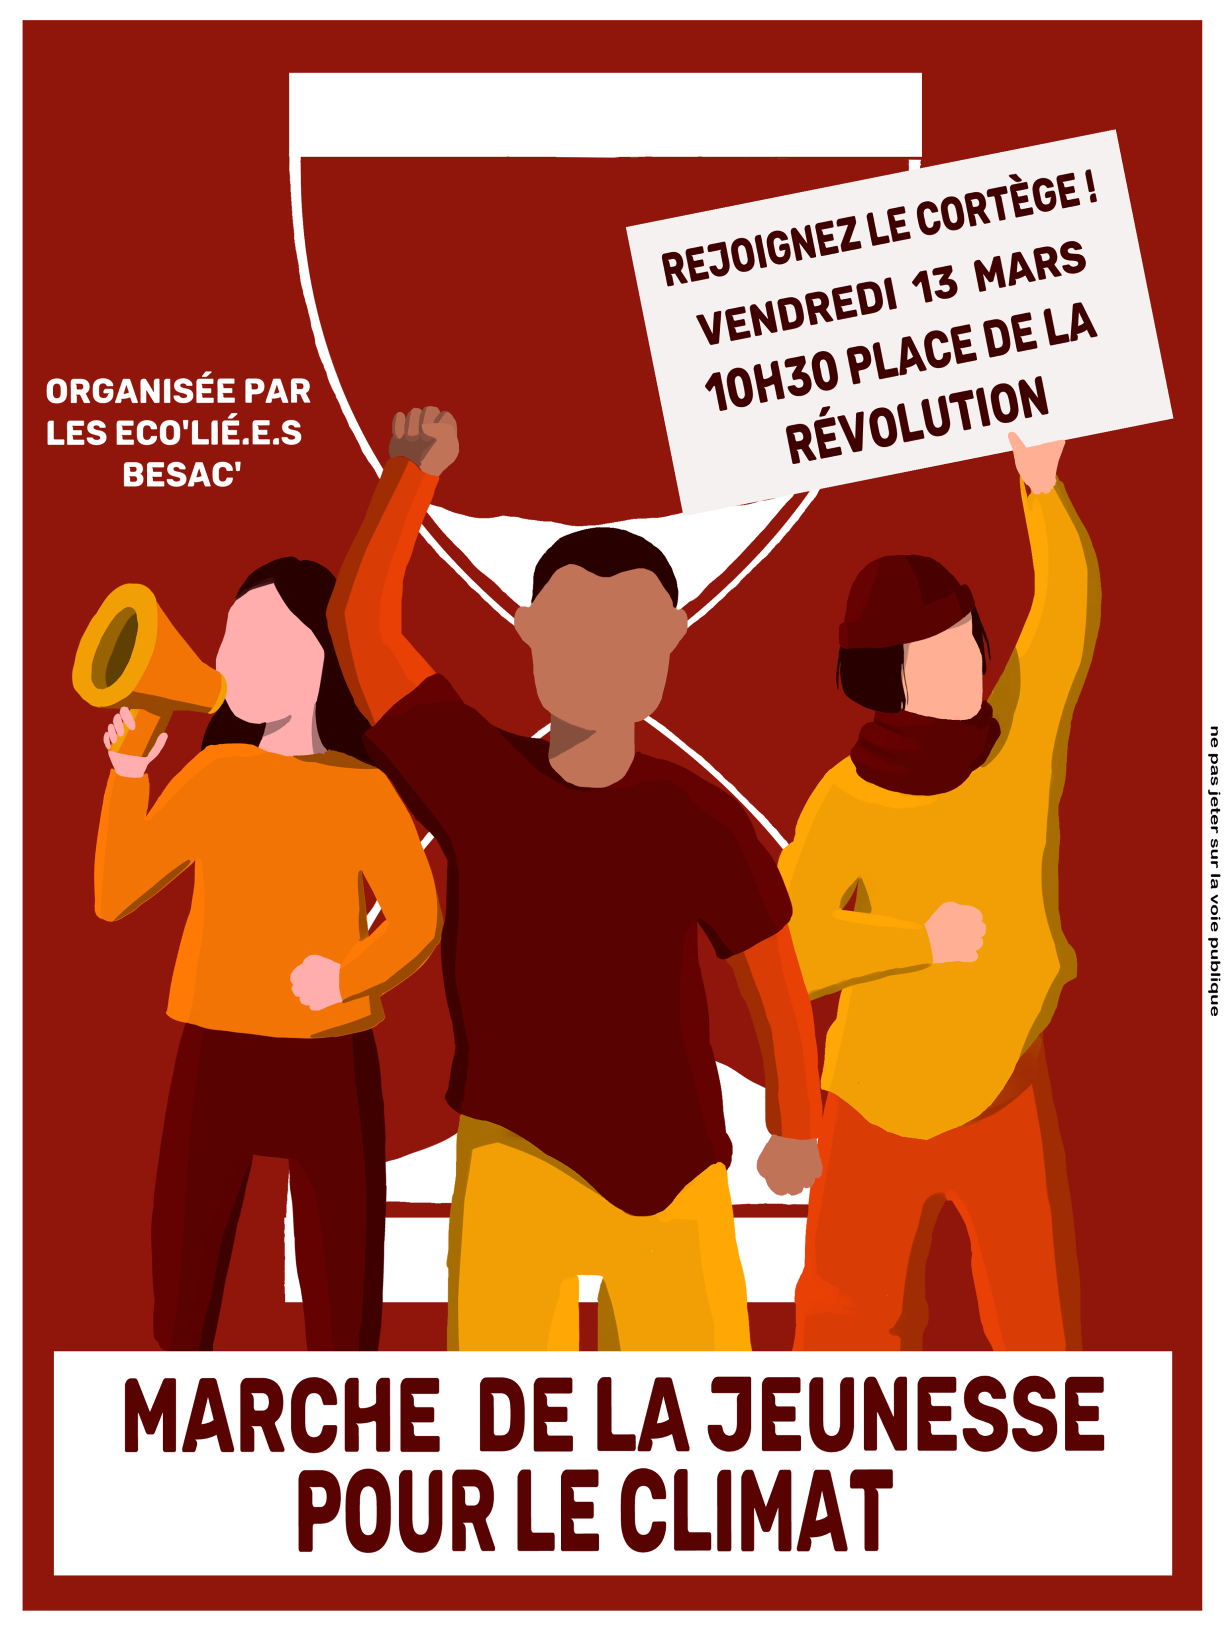 REJOIGNEZ LE CORTÈGE !
VENDREDI 13 MARS
10H30 PLACE DE LA
RÉVOLUTION
ORGANISÉE PAR
LES ECO'LIÉ.E.S
BESAC'
ne pas jeter sur la voie publique
MARCHE DE LA JEUNESSE
POUR LE CLIMAT